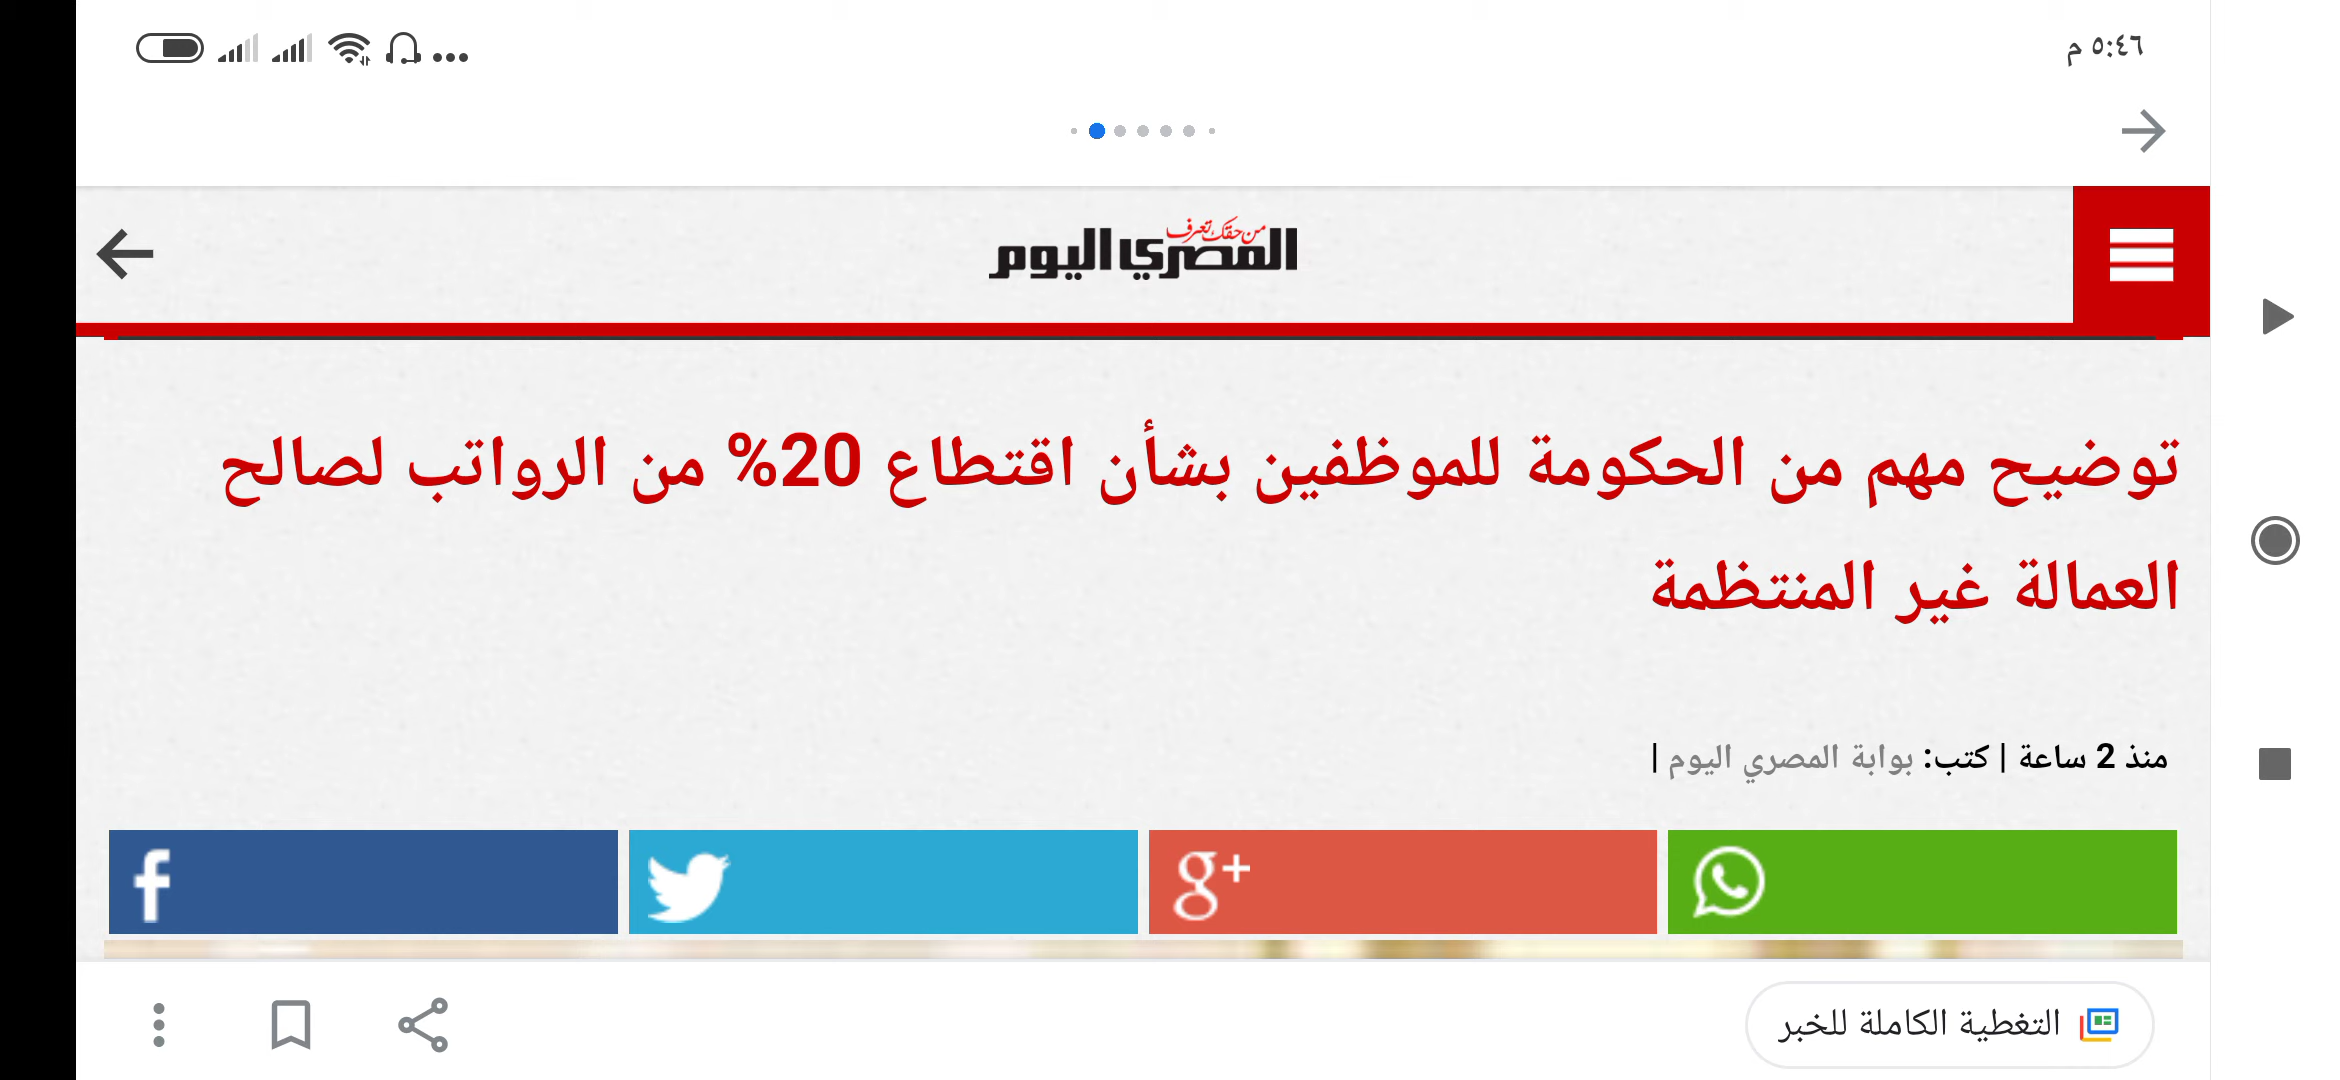 ٥:٤٦ م
من حقك تعرف
المصري اليوم
توضيح مهم من الحكومة للموظفين بشأن اقتطاع 20% من الرواتب لصالح
العمالة غير المنتظمة
منذ 2 ساعة | كتب: بوابة المصري اليوم |
f
g+
التغطية الكاملة للخبر